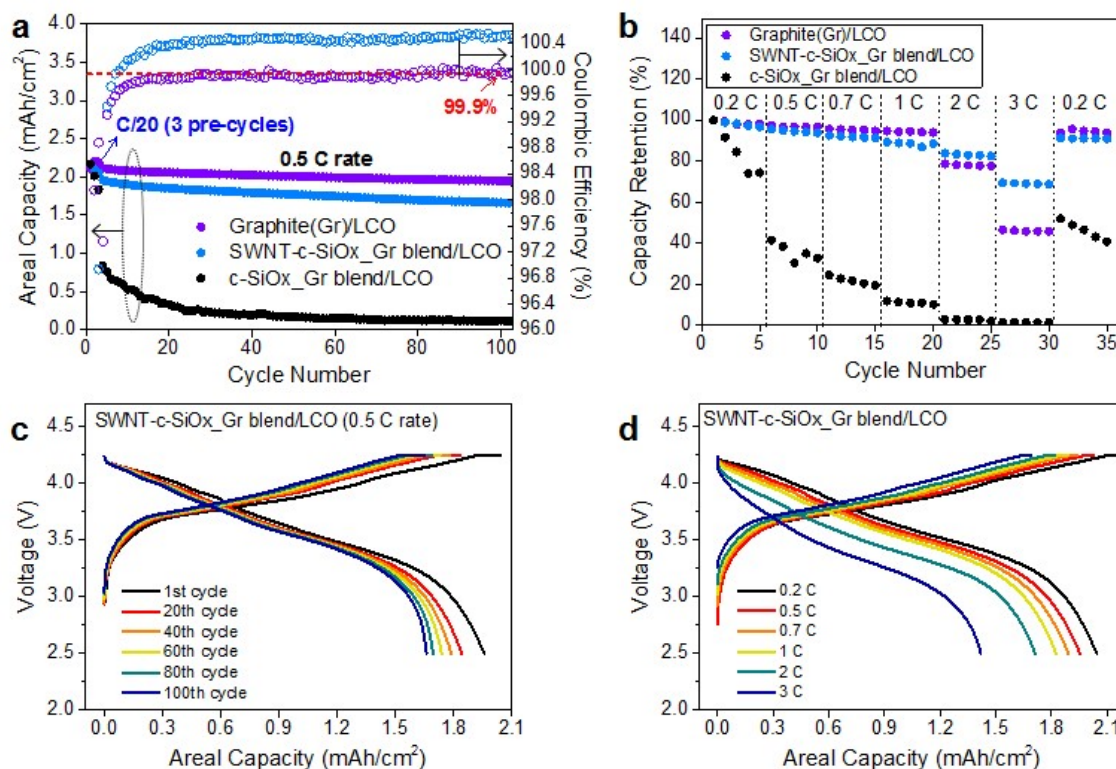 a
Areal Capacity (mAh/cm²)
4.0
3.5
3.0
2.5
2.0
1.5
1.0
0.5
0.0
C/20 (3 pre-cycles)
0.5 C rate
99.9%
Graphite(Gr)/LCO
SWNT-c-SiOx_Gr blend/LCO
c-SiOx_Gr blend/LCO
100.4
100.0
99.6
99.2
98.8
98.4
98.0
97.6
97.2
96.8
96.4
96.0
Coulombic Efficiency (%)
0 20 40 60 80 100
Cycle Number
b
Capacity Retention (%)
140
120
100
80
60
40
20
0
Graphite(Gr)/LCO
SWNT-c-SiOx_Gr blend/LCO
c-SiOx_Gr blend/LCO
0.2 C 0.5 C 0.7 C 1 C 2 C 3 C 0.2 C
0 5 10 15 20 25 30 35
Cycle Number
c
SWNT-c-SiOx_Gr blend/LCO (0.5 C rate)
Voltage (V)
4.5
4.0
3.5
3.0
2.5
2.0
1st cycle
20th cycle
40th cycle
60th cycle
80th cycle
100th cycle
0.0 0.3 0.6 0.9 1.2 1.5 1.8 2.1
Areal Capacity (mAh/cm²)
d
SWNT-c-SiOx_Gr blend/LCO
Voltage (V)
4.5
4.0
3.5
3.0
2.5
2.0
0.2 C
0.5 C
0.7 C
1 C
2 C
3 C
0.0 0.3 0.6 0.9 1.2 1.5 1.8 2.1
Areal Capacity (mAh/cm²)